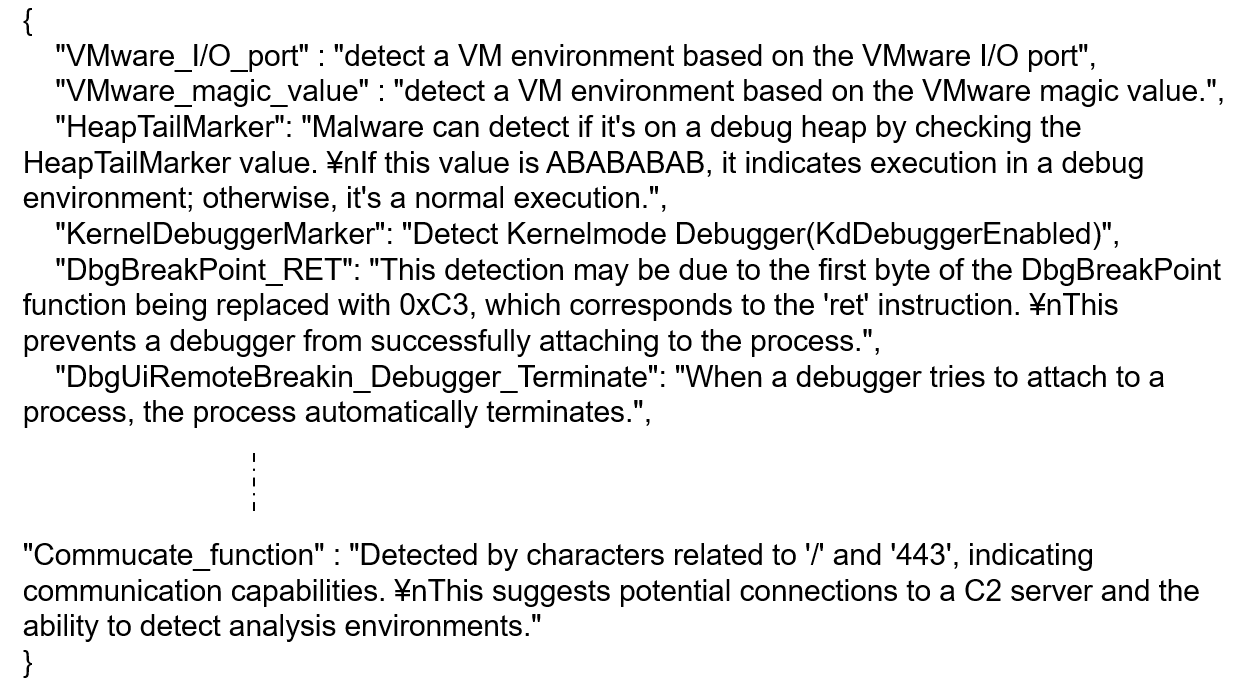 {
"VMware_I/O_port" : "detect a VM environment based on the VMware I/O port",
"VMware_magic_value" : "detect a VM environment based on the VMware magic value.",
"HeapTailMarker": "Malware can detect if it's on a debug heap by checking the
HeapTailMarker value. ¥nIf this value is ABABABAB, it indicates execution in a debug
environment; otherwise, it's a normal execution.",
"KernelDebuggerMarker": "Detect Kernelmode Debugger(KdDebuggerEnabled)",
"DbgBreakPoint_RET": "This detection may be due to the first byte of the DbgBreakPoint
function being replaced with 0xC3, which corresponds to the 'ret' instruction. ¥nThis
prevents a debugger from successfully attaching to the process.",
"DbgUiRemoteBreakin_Debugger_Terminate": "When a debugger tries to attach to a
process, the process automatically terminates.",
"Commucate_function" : "Detected by characters related to '/' and '443', indicating
communication capabilities. ¥nThis suggests potential connections to a C2 server and the
ability to detect analysis environments."
}